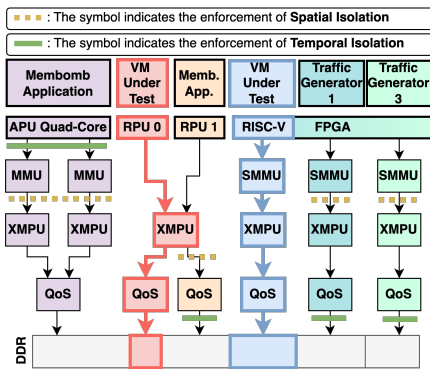 : The symbol indicates the enforcement of Spatial Isolation
: The symbol indicates the enforcement of Temporal Isolation
Membomb Application
VM Under Test
Memb. App.
VM Under Test
Traffic Generator 1
Traffic Generator 3
APU Quad-Core
RPU 0
RPU 1
RISC-V
FPGA
MMU
MMU
SMMU
SMMU
SMMU
XMPU
XMPU
XMPU
XMPU
XMPU
XMPU
QoS
QoS
QoS
QoS
QoS
QoS
DDR